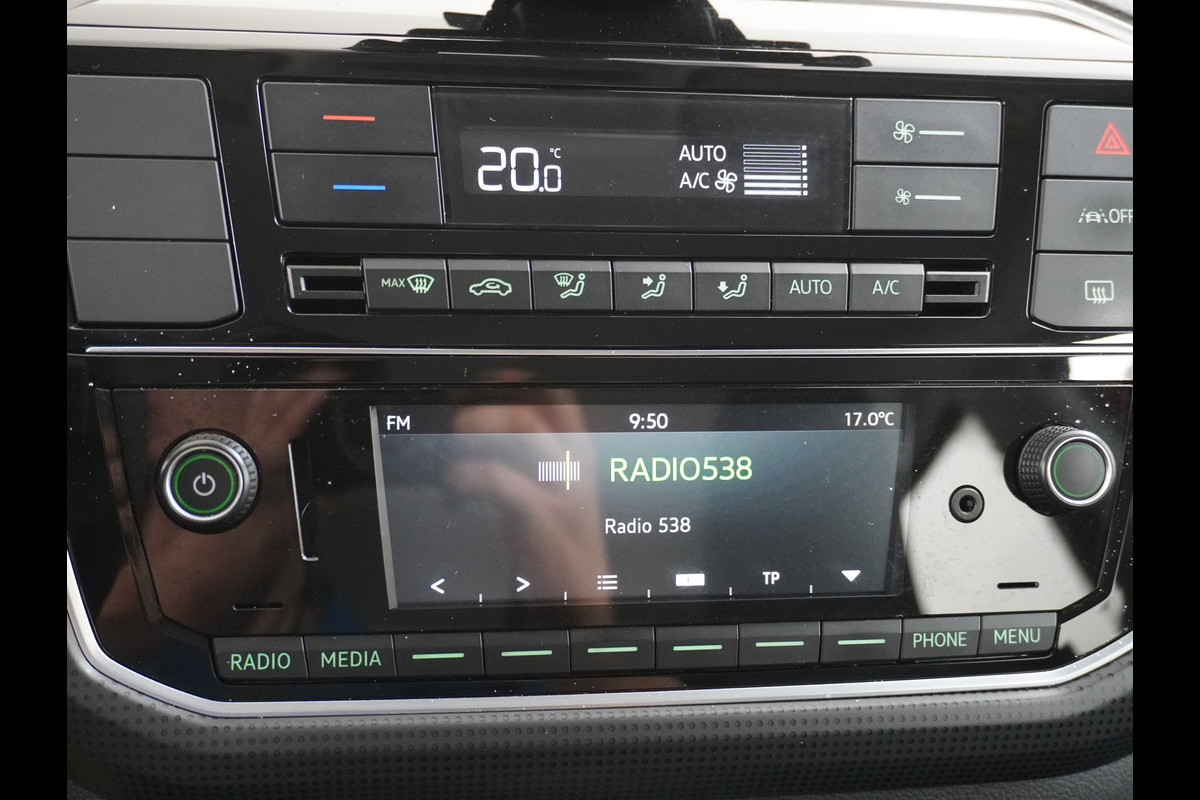 20.0 °C
AUTO
A/C
OFF
MAX
AUTO
A/C
FM 9:50 17.0°C
RADIO538
Radio 538
< > TP
RADIO MEDIA PHONE MENU